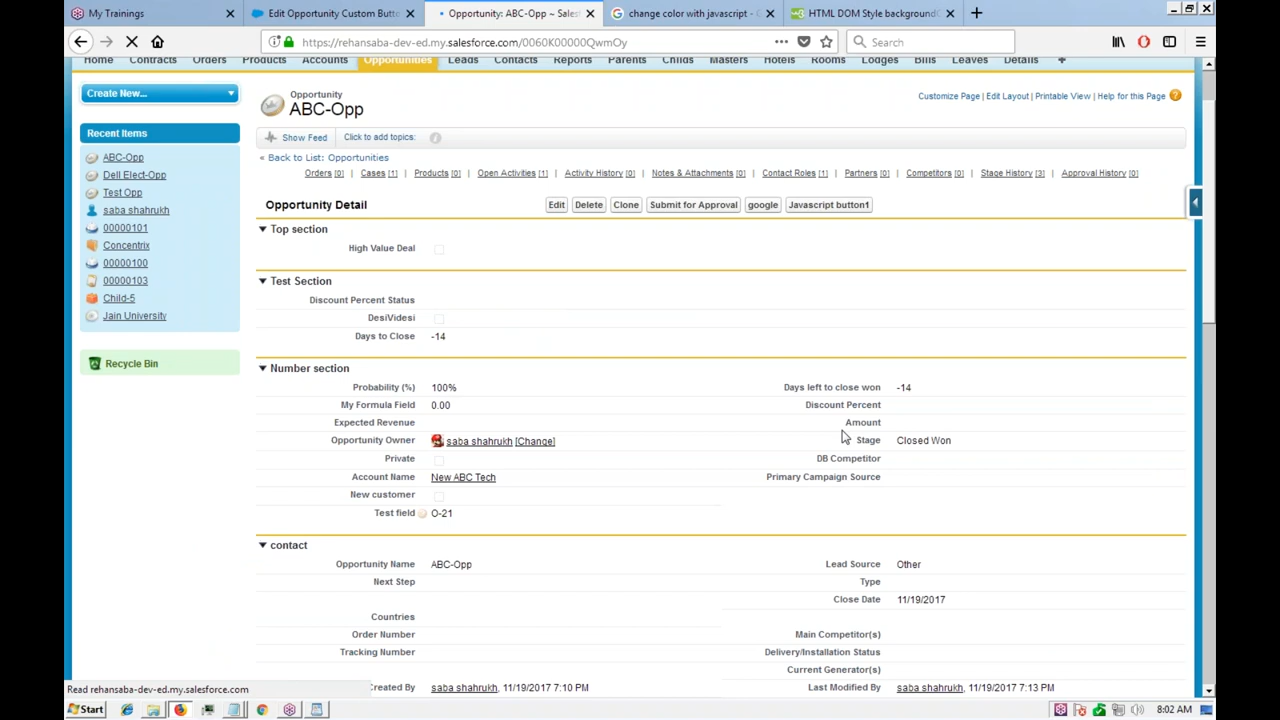 My Trainings
Edit Opportunity Custom Butto
Opportunity: ABC-Opp ~ Sales
change color with javascript -
HTML DOM Style background
https://rehansaba-dev-ed.my.salesforce.com/0060K00000QwmOy
Search
Home Contracts Orders Products Accounts Opportunities Leads Contacts Reports Parents Childs Masters Hotels Rooms Lodges Bills Leaves Details
Create New...
Recent Items
ABC-Opp
Dell Elect-Opp
Test Opp
saba shahrukh
00000101
Concentrix
00000100
00000103
Child-5
Jain University
Recycle Bin
Opportunity
ABC-Opp
Customize Page | Edit Layout | Printable View | Help for this Page
Show Feed
Click to add topics:
« Back to List: Opportunities
Orders [0] Cases [1] Products [0] Open Activities [1] Activity History [0] Notes & Attachments [0] Contact Roles [1] Partners [0] Competitors [0] Stage History [3] Approval History [0]
Opportunity Detail
Edit Delete Clone Submit for Approval google Javascript button1
Top section
High Value Deal
Test Section
Discount Percent Status
DesiVidesi
Days to Close -14
Number section
Probability (%) 100% Days left to close won -14
My Formula Field 0.00 Discount Percent
Expected Revenue Amount
Opportunity Owner saba shahrukh [Change] Stage Closed Won
Private DB Competitor
Account Name New ABC Tech Primary Campaign Source
New customer
Test field O-21
contact
Opportunity Name ABC-Opp Lead Source Other
Next Step Type
Close Date 11/19/2017
Countries
Order Number Main Competitor(s)
Tracking Number Delivery/Installation Status
Current Generator(s)
Created By saba shahrukh, 11/19/2017 7:10 PM Last Modified By saba shahrukh, 11/19/2017 7:13 PM
Read rehansaba-dev-ed.my.salesforce.com
Start
8:02 AM